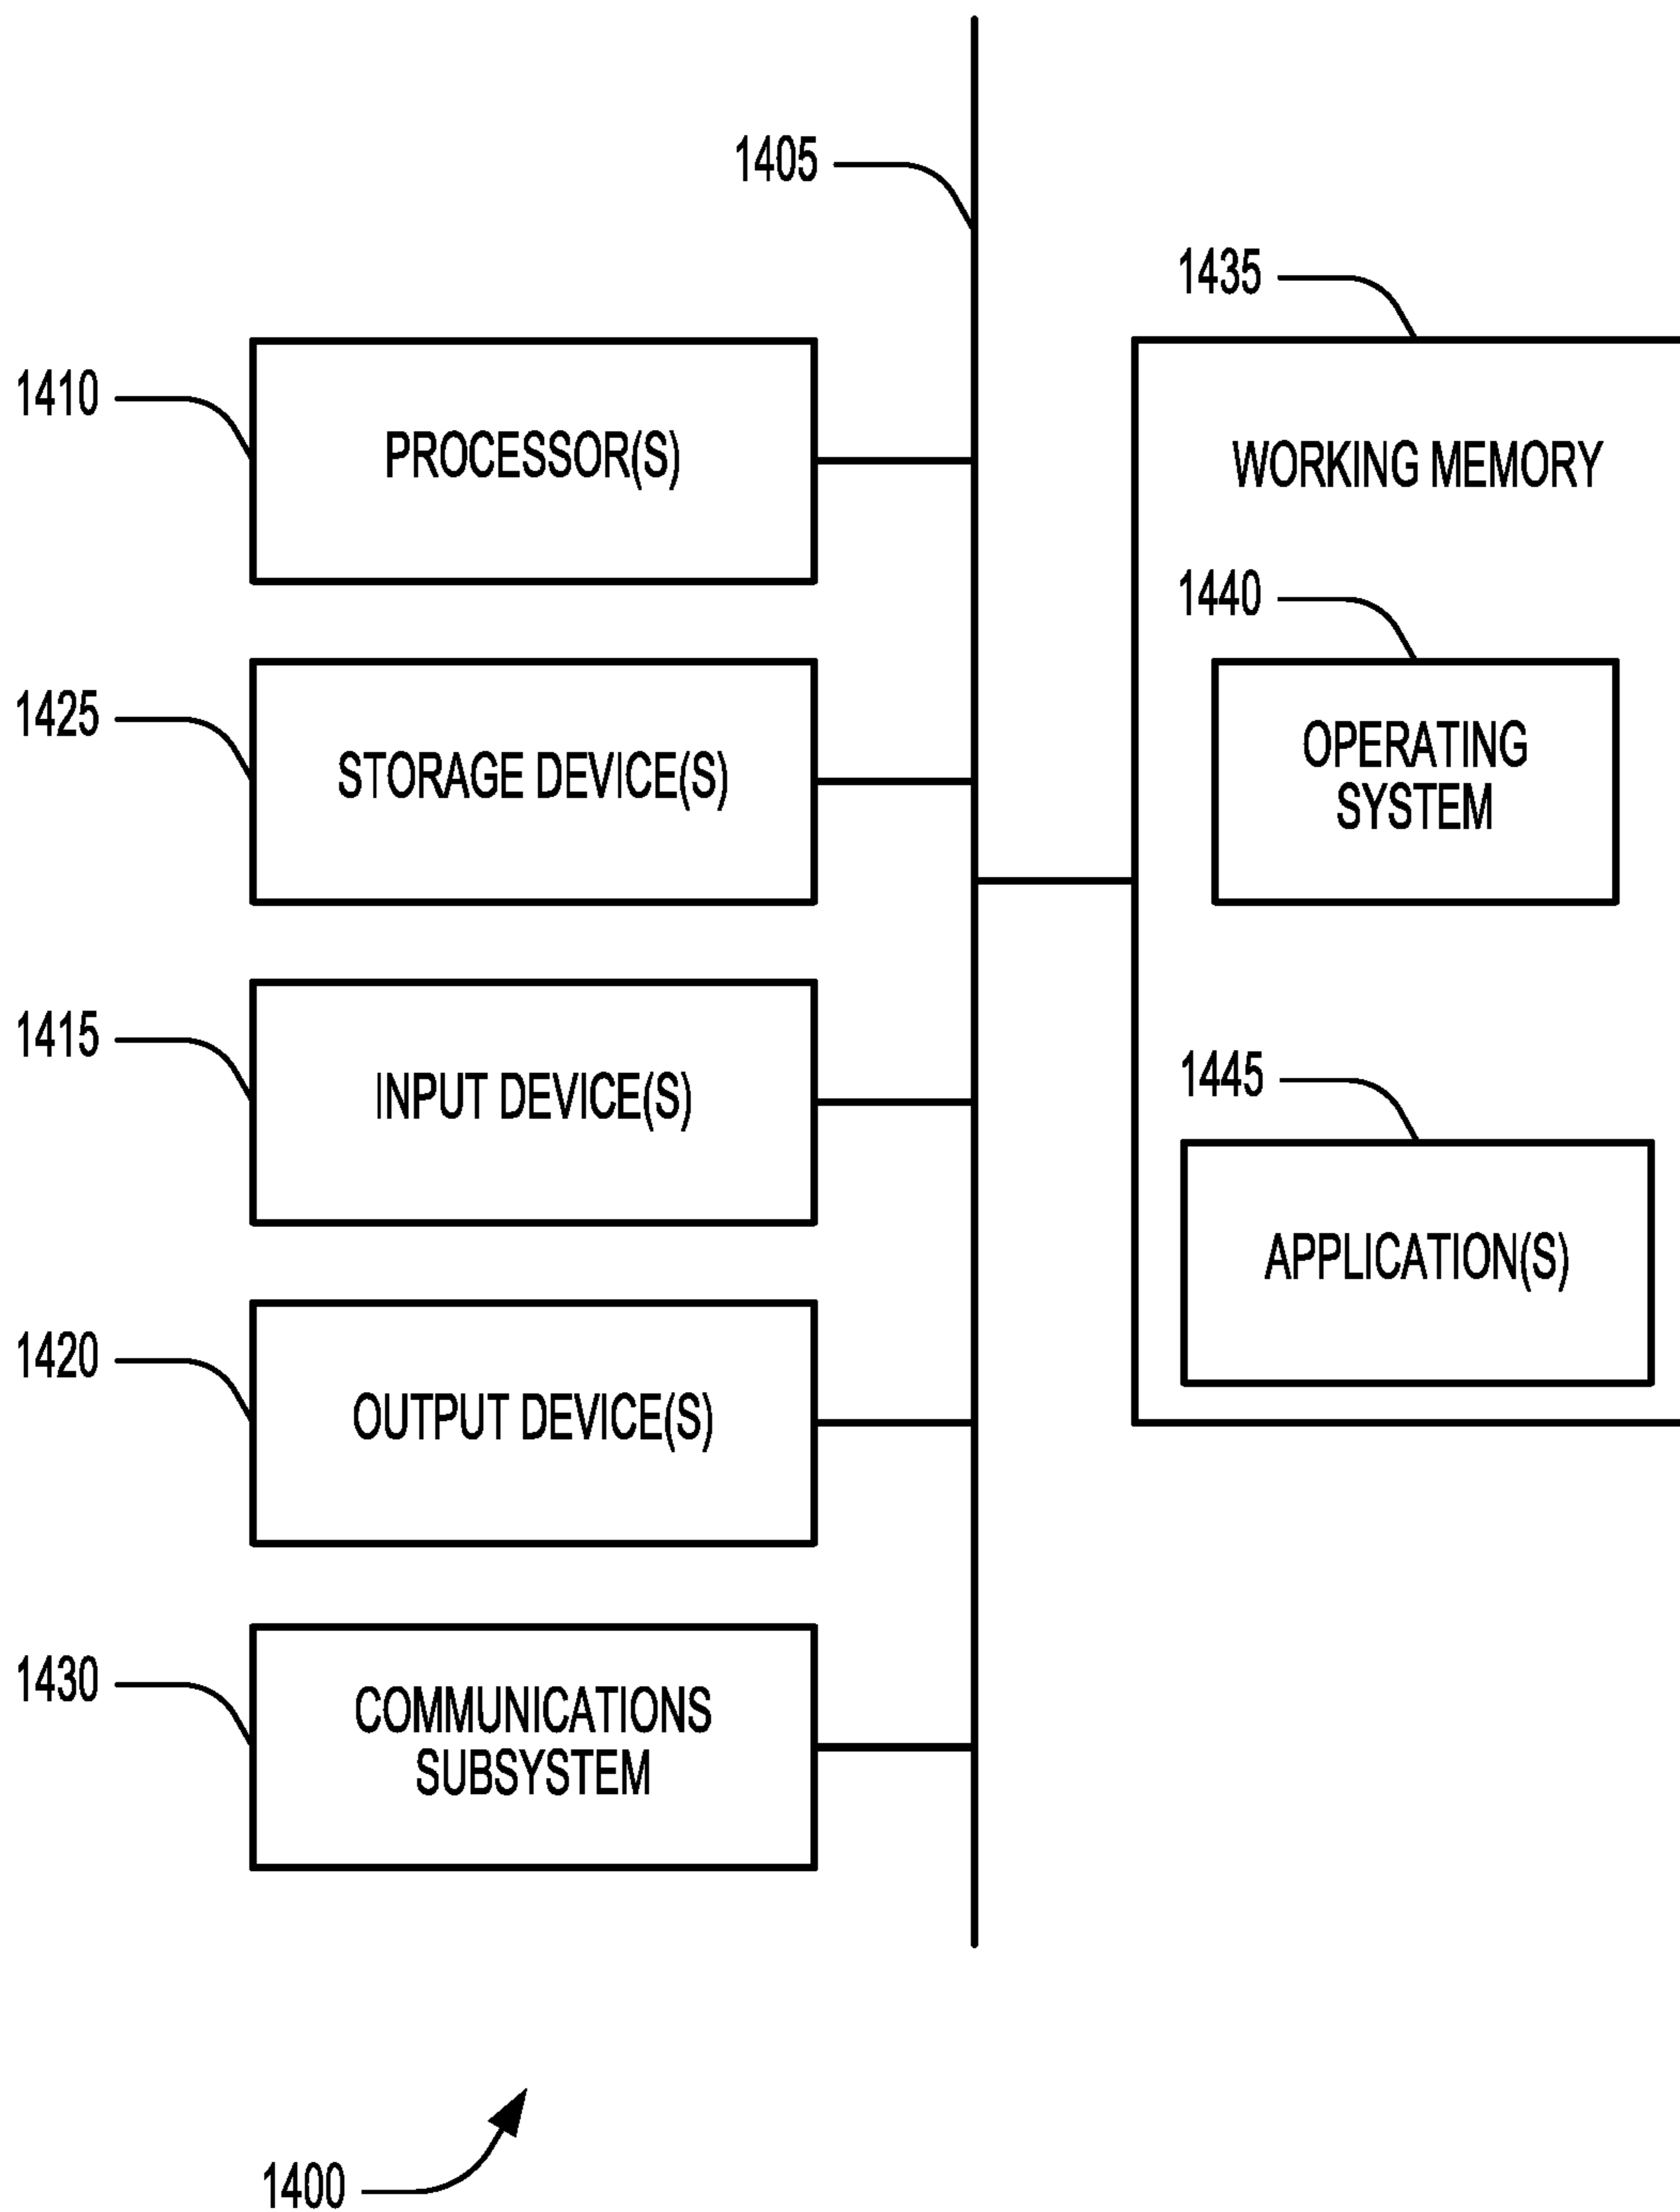 1405
1410
PROCESSOR(S)
1425
STORAGE DEVICE(S)
1415
INPUT DEVICE(S)
1420
OUTPUT DEVICE(S)
1430
COMMUNICATIONS
SUBSYSTEM
1435
WORKING MEMORY
1440
OPERATING
SYSTEM
1445
APPLICATION(S)
1400